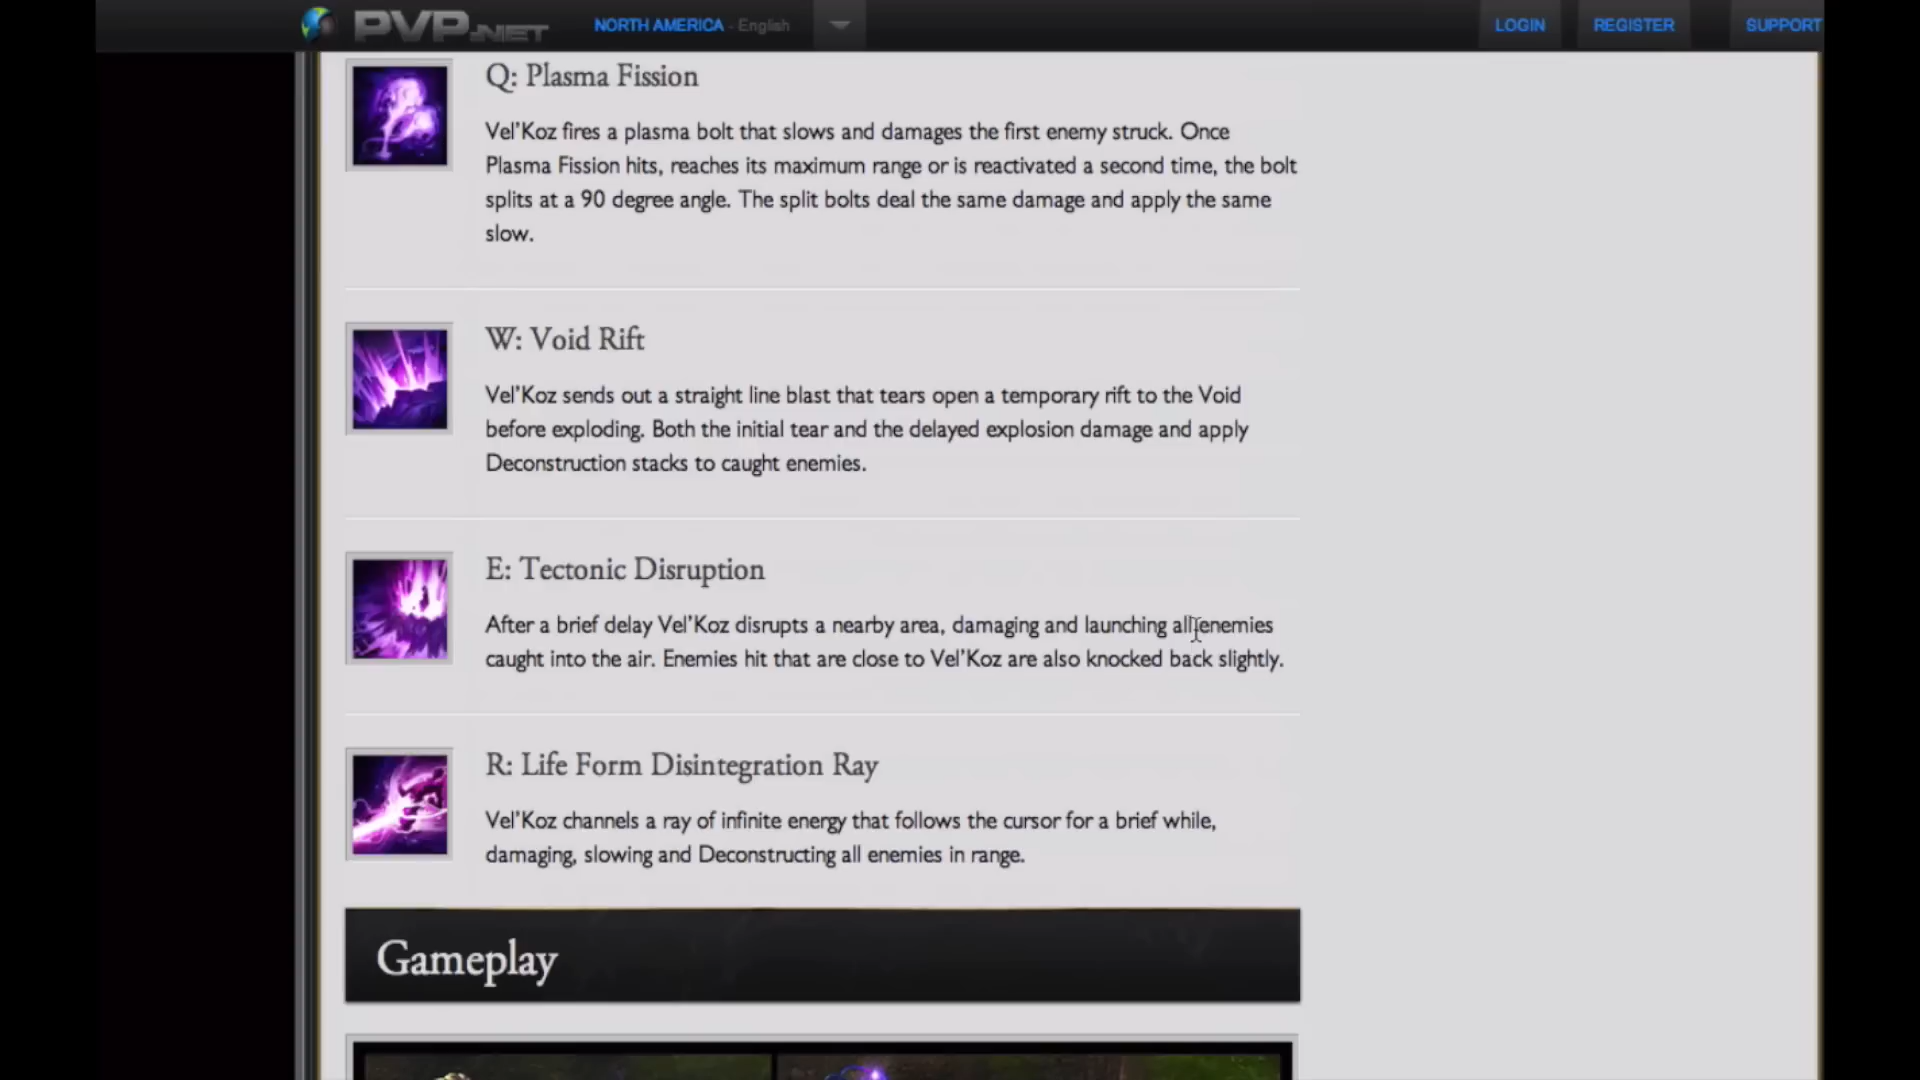 PVP.NET NORTH AMERICA - English LOGIN REGISTER SUPPORT
Q: Plasma Fission
Vel'Koz fires a plasma bolt that slows and damages the first enemy struck. Once
Plasma Fission hits, reaches its maximum range or is reactivated a second time, the bolt
splits at a 90 degree angle. The split bolts deal the same damage and apply the same
slow.
W: Void Rift
Vel'Koz sends out a straight line blast that tears open a temporary rift to the Void
before exploding. Both the initial tear and the delayed explosion damage and apply
Deconstruction stacks to caught enemies.
E: Tectonic Disruption
After a brief delay Vel'Koz disrupts a nearby area, damaging and launching all enemies
caught into the air. Enemies hit that are close to Vel'Koz are also knocked back slightly.
R: Life Form Disintegration Ray
Vel'Koz channels a ray of infinite energy that follows the cursor for a brief while,
damaging, slowing and Deconstructing all enemies in range.
Gameplay